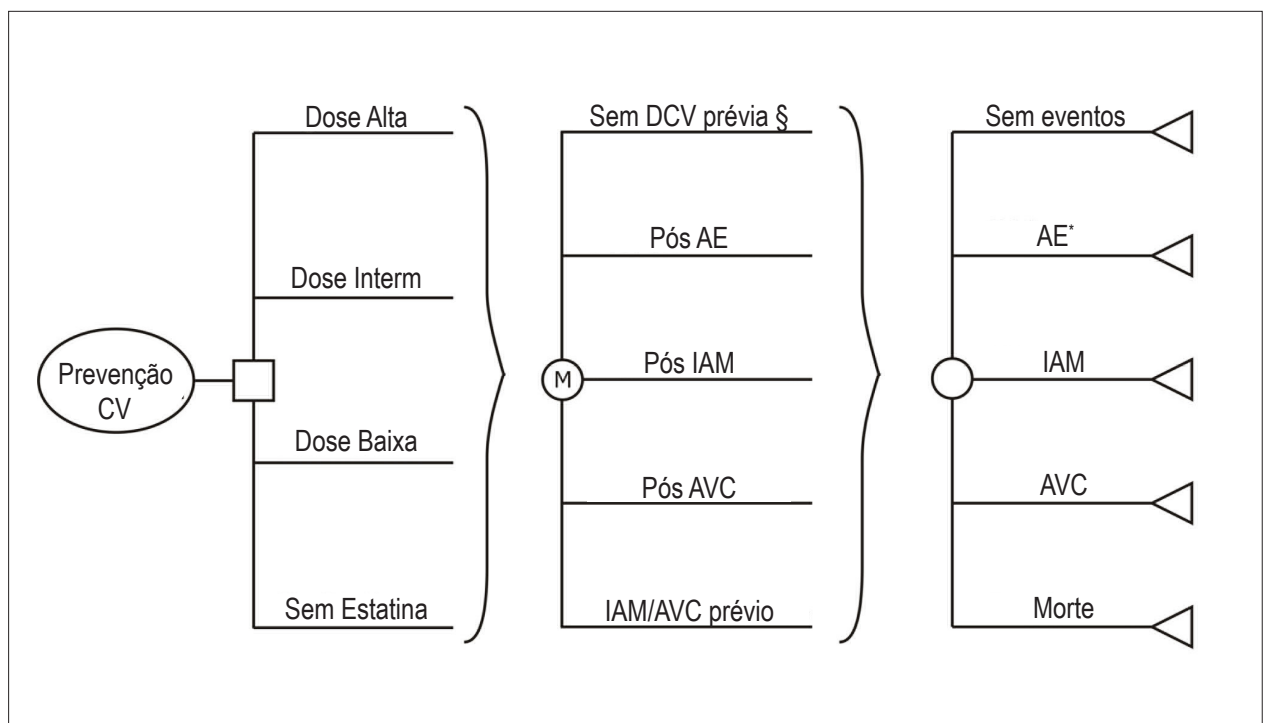 Prevenção
CV
Dose Alta
Dose Interm
Dose Baixa
Sem Estatina
M
Sem DCV prévia §
Pós AE
Pós IAM
Pós AVC
IAM/AVC prévio
Sem eventos
AE*
IAM
AVC
Morte